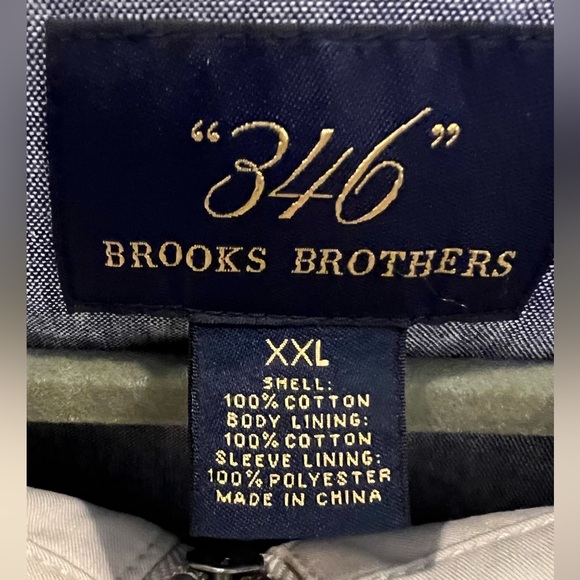 “346”
BROOKS BROTHERS
XXL
SHELL:
100% COTTON
BODY LINING:
100% COTTON
SLEEVE LINING:
100% POLYESTER
MADE IN CHINA